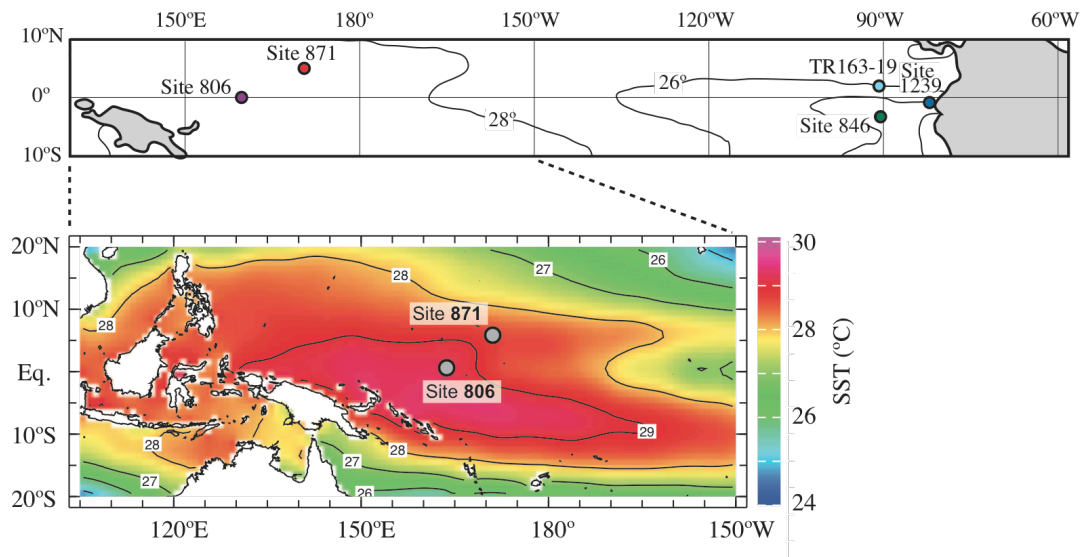 150ºE 180º 150ºW 120ºW 90ºW 60ºW
10ºN
Site 871
TR163-19 Site
1239
Site 806
26º
0º
28º
Site 846
10ºS
20ºN
30
27
26
28
10ºN
Site 871
28
28
Eq.
Site 806
SST (ºC)
26
10ºS
28
28
29
27
27
20ºS
26
24
120ºE 150ºE 180º 150ºW